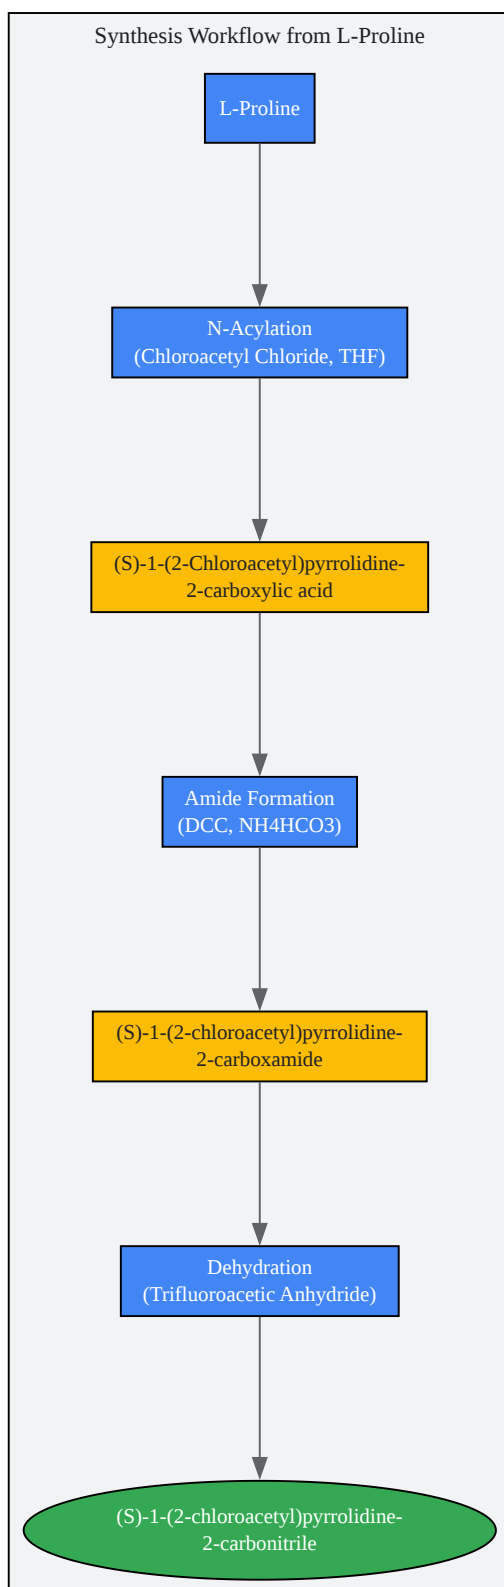 Synthesis Workflow from L-Proline
L-Proline
N-Acylation
(Chloroacetyl Chloride, THF)
(S)-1-(2-Chloroacetyl)pyrrolidine-
2-carboxylic acid
Amide Formation
(DCC, NH4HCO3)
(S)-1-(2-chloroacetyl)pyrrolidine-
2-carboxamide
Dehydration
(Trifluoroacetic Anhydride)
(S)-1-(2-chloroacetyl)pyrrolidine-
2-carbonitrile